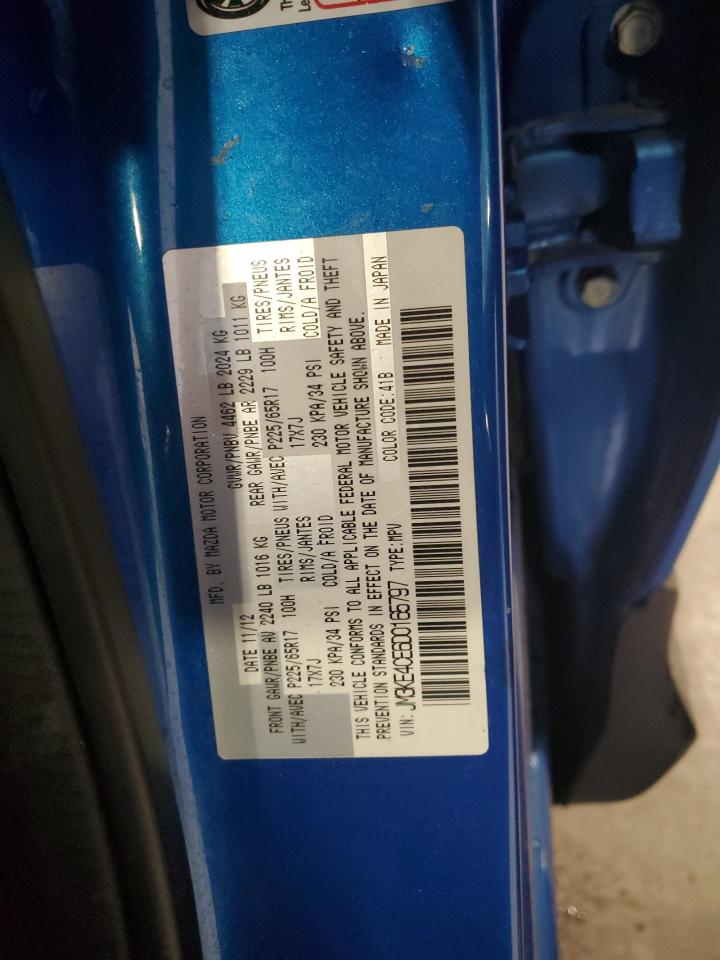 Th
Le
MFD. BY MAZDA MOTOR CORPORATION
DATE 11/12 GVWR/PNBV 4462 LB 2024 KG
FRONT GAWR/PNBE AV 2240 LB 1016 KG REAR GAWR/PNBE AR 2229 LB 1011 KG
WITH/AVEC P225/65R17 100H TIRES/PNEUS WITH/AVEC P225/65R17 100H TIRES/PNEUS
17X7J RIMS/JANTES 17X7J RIMS/JANTES
230 KPA/34 PSI COLD/A FROID 230 KPA/34 PSI COLD/A FROID
THIS VEHICLE CONFORMS TO ALL APPLICABLE FEDERAL MOTOR VEHICLE SAFETY AND THEFT
PREVENTION STANDARDS IN EFFECT ON THE DATE OF MANUFACTURE SHOWN ABOVE.
VIN: JM3KE4CE6D0165797 TYPE:MPV COLOR CODE:41B MADE IN JAPAN